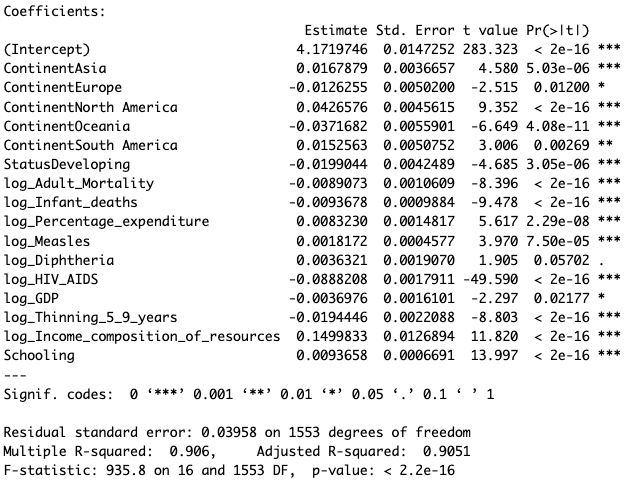 Coefficients:
Estimate Std. Error t value Pr(>|t|)
(Intercept) 4.1719746 0.0147252 283.323 < 2e-16 ***
ContinentAsia 0.0167879 0.0036657 4.580 5.03e-06 ***
ContinentEurope -0.0126255 0.0050200 -2.515 0.01200 *
ContinentNorth America 0.0426576 0.0045615 9.352 < 2e-16 ***
ContinentOceania -0.0371682 0.0055901 -6.649 4.08e-11 ***
ContinentSouth America 0.0152563 0.0050752 3.006 0.00269 **
StatusDeveloping -0.0199044 0.0042489 -4.685 3.05e-06 ***
log_Adult_Mortality -0.0089073 0.0010609 -8.396 < 2e-16 ***
log_Infant_deaths -0.0093678 0.0009884 -9.478 < 2e-16 ***
log_Percentage_expenditure 0.0083230 0.0014817 5.617 2.29e-08 ***
log_Measles 0.0018172 0.0004577 3.970 7.50e-05 ***
log_Diphtheria 0.0036321 0.0019070 1.905 0.05702 .
log_HIV_AIDS -0.0888208 0.0017911 -49.590 < 2e-16 ***
log_GDP -0.0036976 0.0016101 -2.297 0.02177 *
log_Thinning_5_9_years -0.0194446 0.0022088 -8.803 < 2e-16 ***
log_Income_composition_of_resources 0.1499833 0.0126894 11.820 < 2e-16 ***
Schooling 0.0093658 0.0006691 13.997 < 2e-16 ***
---
Signif. codes: 0 ‘***’ 0.001 ‘**’ 0.01 ‘*’ 0.05 ‘.’ 0.1 ‘ ’ 1
Residual standard error: 0.03958 on 1553 degrees of freedom
Multiple R-squared: 0.906, Adjusted R-squared: 0.9051
F-statistic: 935.8 on 16 and 1553 DF, p-value: < 2.2e-16